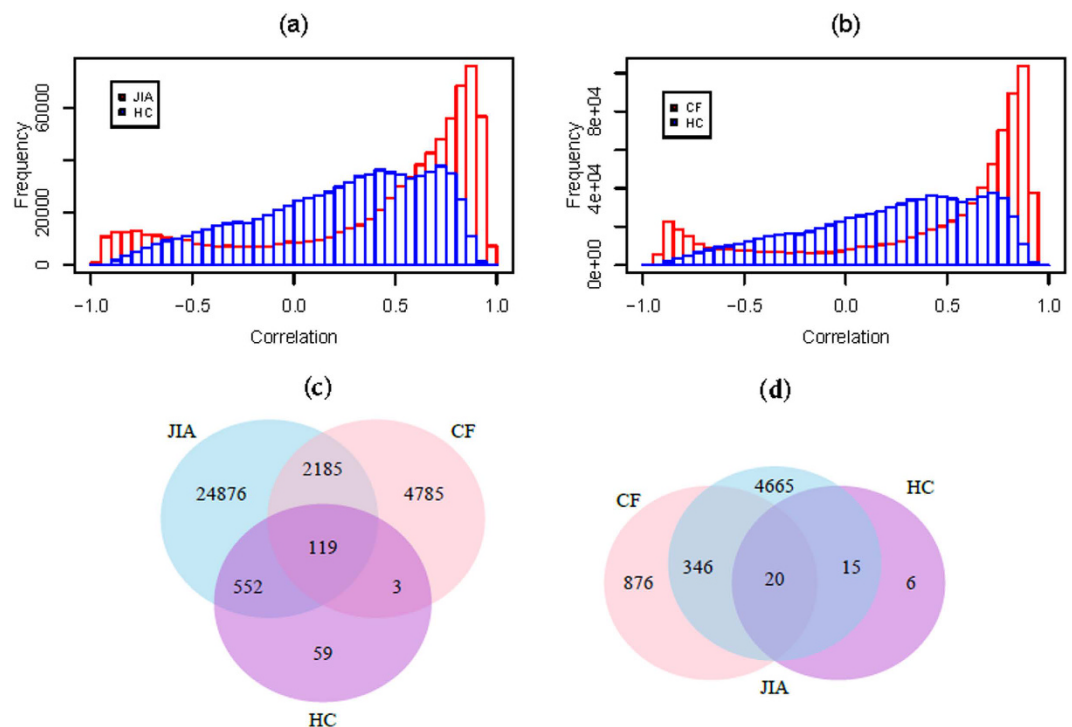 (a)
Frequency
0
20000
60000
JIA
HC
−1.0 −0.5 0.0 0.5 1.0
Correlation
(b)
Frequency
0e+00
4e+04
8e+04
CF
HC
−1.0 −0.5 0.0 0.5 1.0
Correlation
(c)
JIA
CF
2185
24876
4785
119
552
3
59
HC
(d)
4665
CF
HC
876
346
20
15
6
JIA